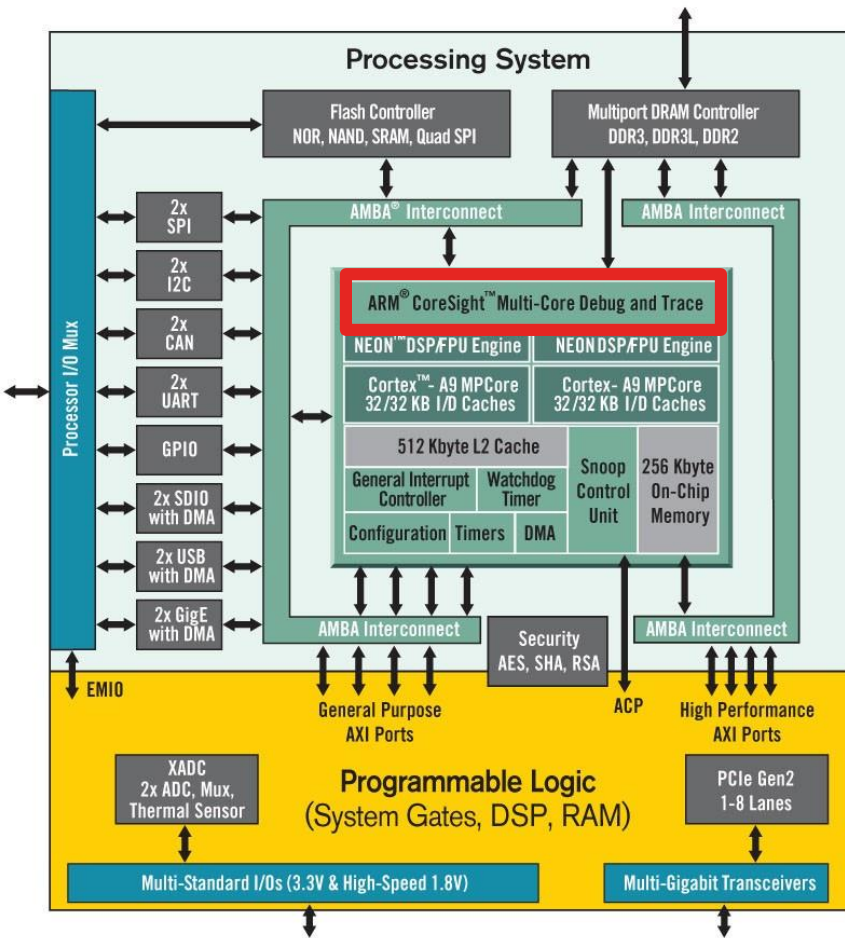 Processing System
Flash Controller
NOR, NAND, SRAM, Quad SPI
Multiport DRAM Controller
DDR3, DDR3L, DDR2
Processor I/O Mux
2x
SPI
2x
I2C
2x
CAN
2x
UART
GPIO
2x SDIO
with DMA
2x USB
with DMA
2x GigE
with DMA
AMBA® Interconnect
AMBA Interconnect
ARM® CoreSight™ Multi-Core Debug and Trace
NEON™ DSP/FPU Engine
NEON DSP/FPU Engine
Cortex™- A9 MPCore
32/32 KB I/D Caches
Cortex- A9 MPCore
32/32 KB I/D Caches
512 Kbyte L2 Cache
General Interrupt
Controller
Watchdog
Timer
Configuration
Timers
DMA
Snoop
Control
Unit
256 Kbyte
On-Chip
Memory
AMBA Interconnect
Security
AES, SHA, RSA
AMBA Interconnect
EMIO
General Purpose
AXI Ports
ACP
High Performance
AXI Ports
XADC
2x ADC, Mux,
Thermal Sensor
Programmable Logic
(System Gates, DSP, RAM)
PCIe Gen2
1-8 Lanes
Multi-Standard I/Os (3.3V & High-Speed 1.8V)
Multi-Gigabit Transceivers